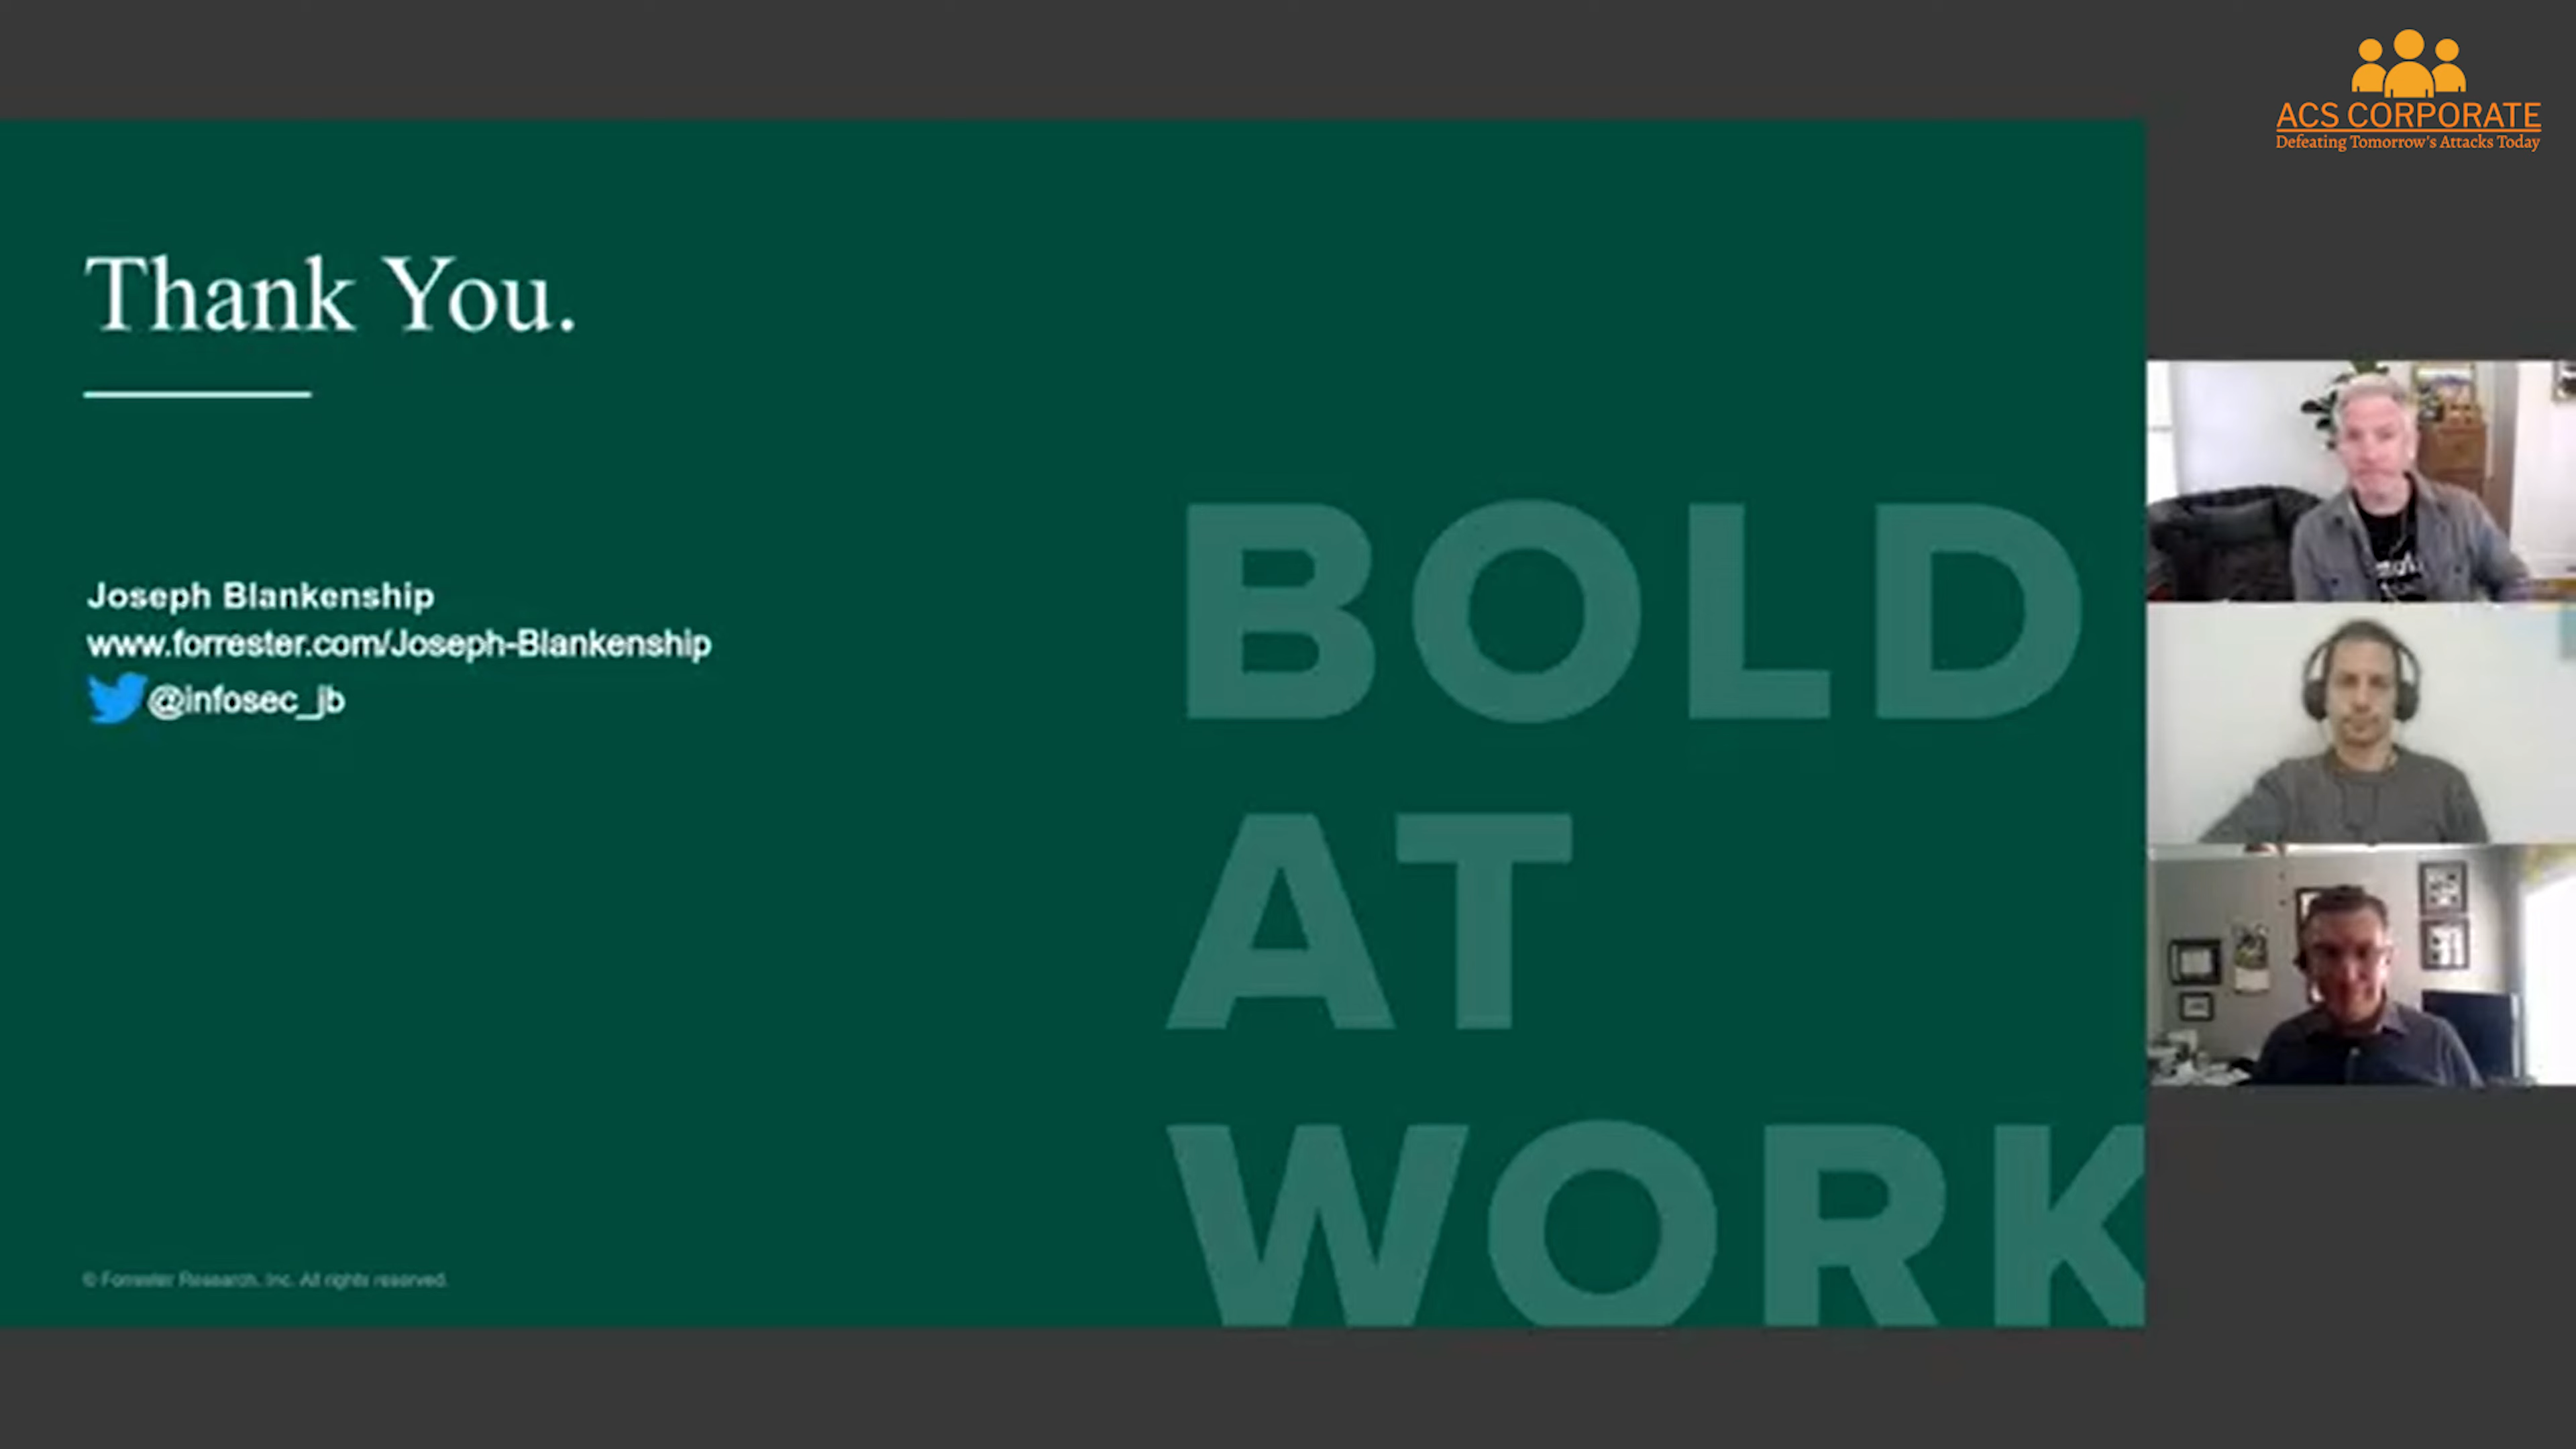 ACS CORPORATE
Defeating Tomorrow's Attacks Today
Thank You.
Joseph Blankenship
www.forrester.com/Joseph-Blankenship
@infosec_jb
BOLD
AT
WORK
© Forrester Research, Inc. All rights reserved.